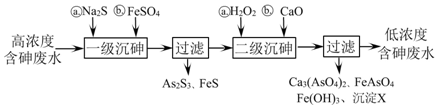 ⓐNa₂S ⓑFeSO₄ ⓐH₂O₂ ⓑCaO
高浓度含砷废水 一级沉砷 过滤 二级沉砷 过滤 低浓度含砷废水
As₂S₃、FeS
Ca₃(AsO₄)₂、FeAsO₄
Fe(OH)₃、沉淀X